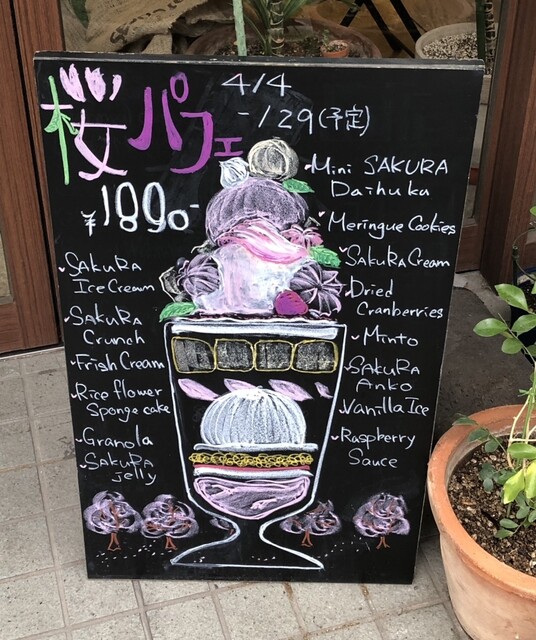 桜パフェ
4/4
-/29(予定)
¥1890-
Mini SAKURA
Daihuku
Meringue Cookies
SAKURA Cream
Dried
Cranberries
Minto
SAKURA
Anko
Vanilla Ice
Raspberry
Sauce
SAKURA
Ice Cream
SAKURA
Crunch
Frish Cream
Rice flower
Sponge cake
Granola
SAKURA
jelly